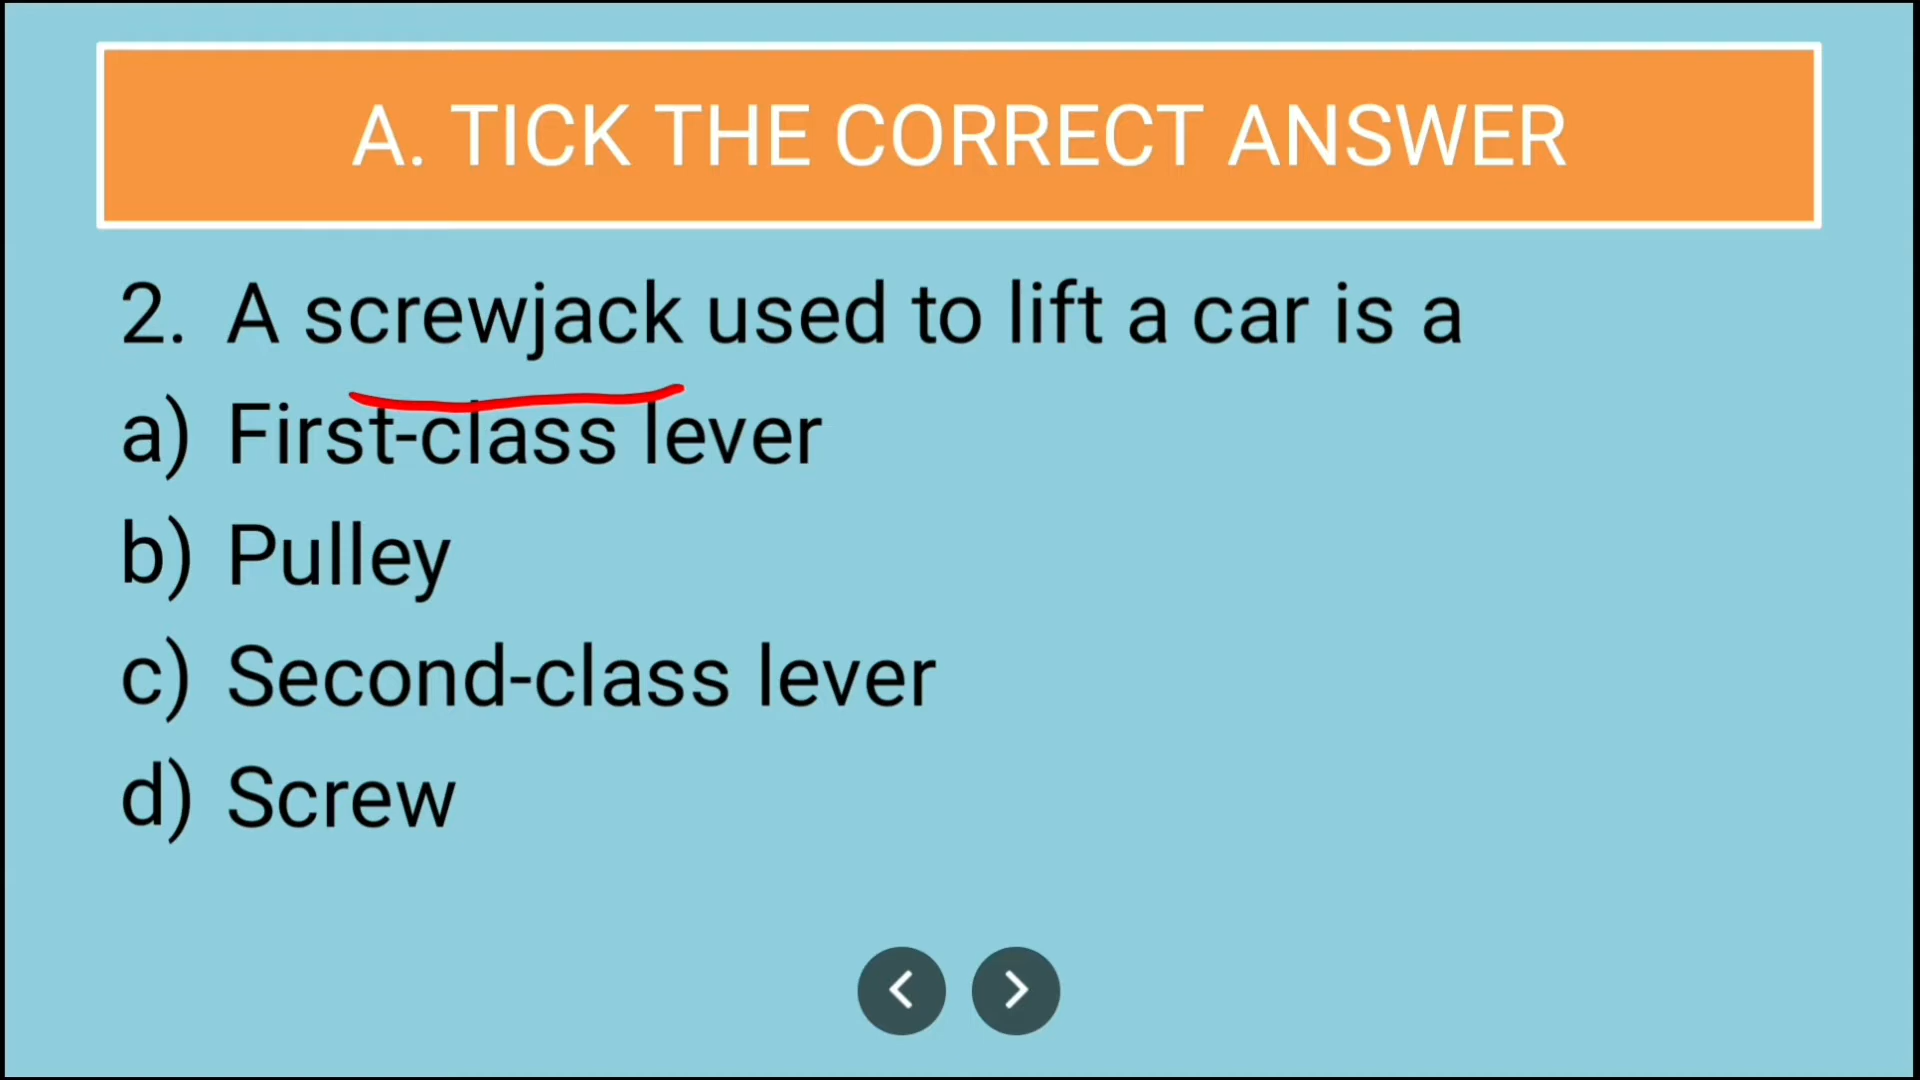 A. TICK THE CORRECT ANSWER
2. A screwjack used to lift a car is a
a) First-class lever
b) Pulley
c) Second-class lever
d) Screw